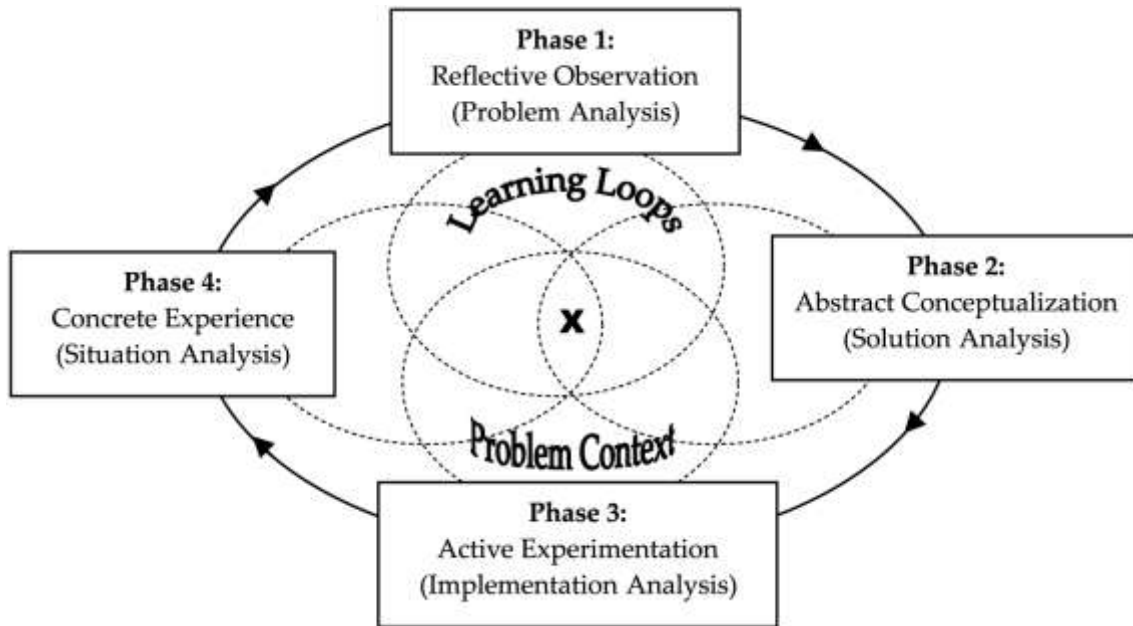 Phase 1:
Reflective Observation
(Problem Analysis)
Learning Loops
Phase 4:
Concrete Experience
(Situation Analysis)
x
Phase 2:
Abstract Conceptualization
(Solution Analysis)
Problem Context
Phase 3:
Active Experimentation
(Implementation Analysis)